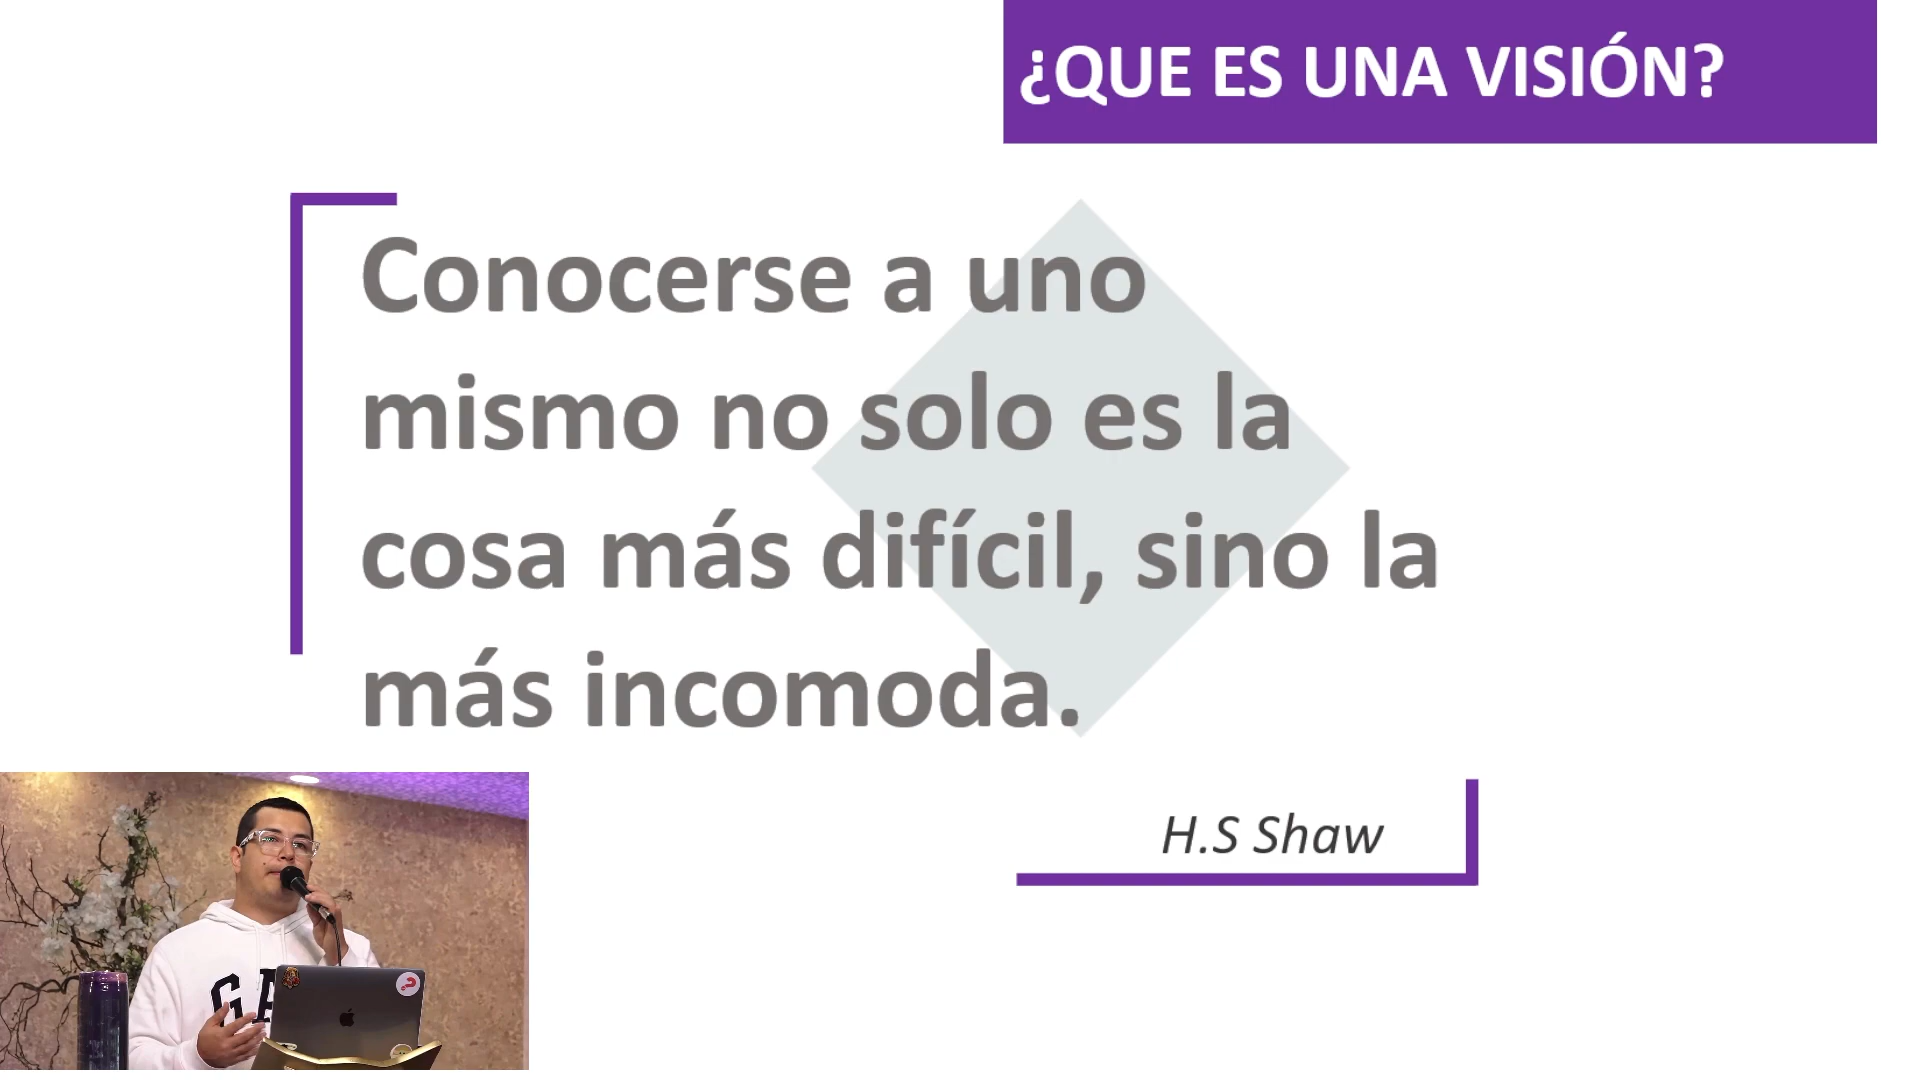 ¿QUE ES UNA VISIÓN?
Conocerse a uno
mismo no solo es la
cosa más difícil, sino la
más incomoda.
H.S Shaw
GA